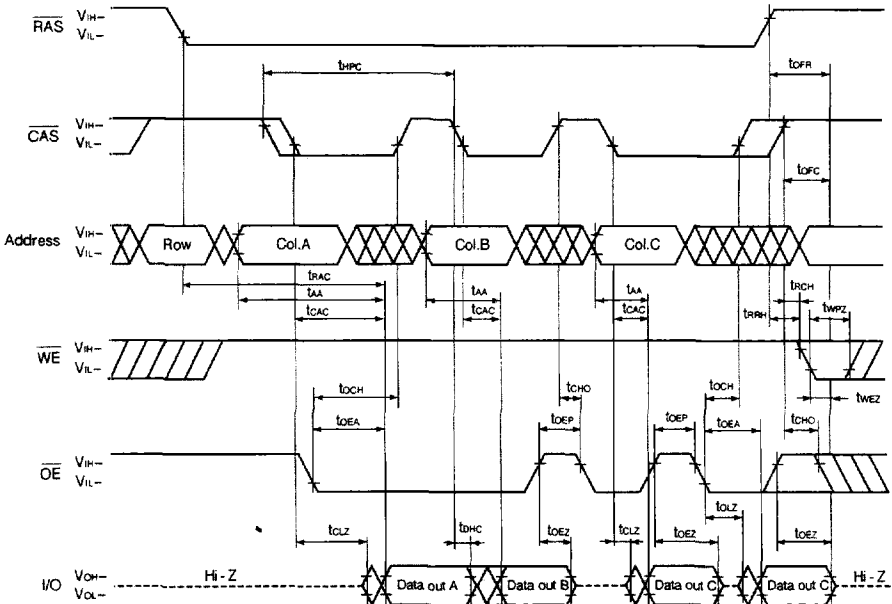 RAS VIH–
VIL–
tHPC tOFR
CAS VIH–
VIL–
tOFC
Address VIH–
VIL–
Row Col.A Col.B Col.C
tRAC
tAA tAA tAA
tCAC tCAC tCAC
tRCH
tRRH tWPZ
WE VIH–
VIL–
tWEZ
tOCH tCHO tOCH tCHO
tOEA tOEP tOEP tOEA
OE VIH–
VIL–
tOLZ
tCLZ tDHC tOEZ tCLZ tOEZ tOEZ
I/O VOH–
VOL–
Hi - Z Data out A Data out B Data out C Data out C Hi - Z